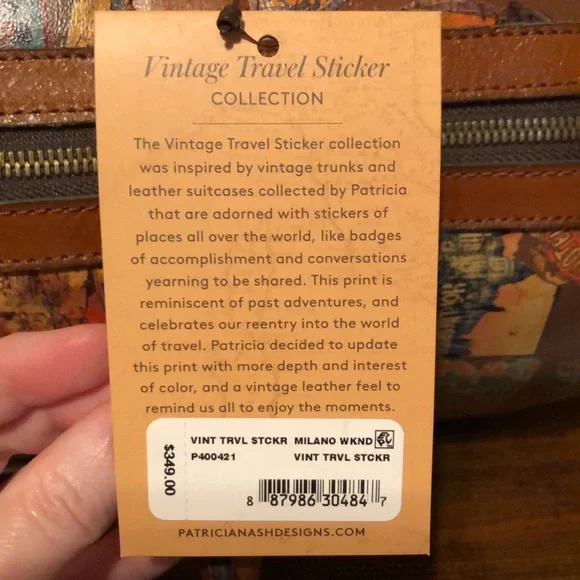 Vintage Travel Sticker
COLLECTION
The Vintage Travel Sticker collection
was inspired by vintage trunks and
leather suitcases collected by Patricia
that are adorned with stickers of
places all over the world, like badges
of accomplishment and conversations
yearning to be shared. This print is
reminiscent of past adventures, and
celebrates our reentry into the world
of travel. Patricia decided to update
this print with more depth and interest
of color, and a vintage leather feel to
remind us all to enjoy the moments.
$349.00
VINT TRVL STCKR MILANO WKND
P400421 VINT TRVL STCKR
8 87986 30484 7
PATRICIANASHDESIGNS.COM